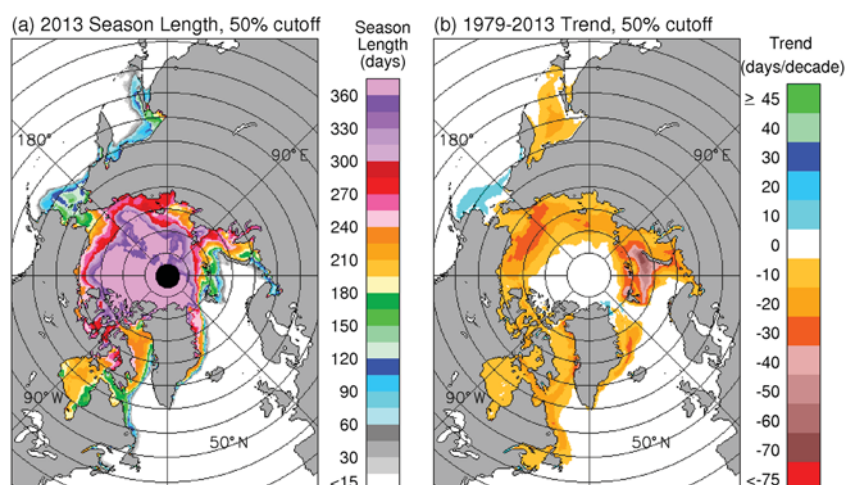 (a) 2013 Season Length, 50% cutoff
Season
Length
(days)
360
330
300
270
240
210
180
150
120
90
60
30
<15
180°
90°E
90°W
50°N
(b) 1979-2013 Trend, 50% cutoff
Trend
(days/decade)
≥ 45
40
30
20
10
0
-10
-20
-30
-40
-50
-60
-70
<-75
180°
90°E
90°W
50°N